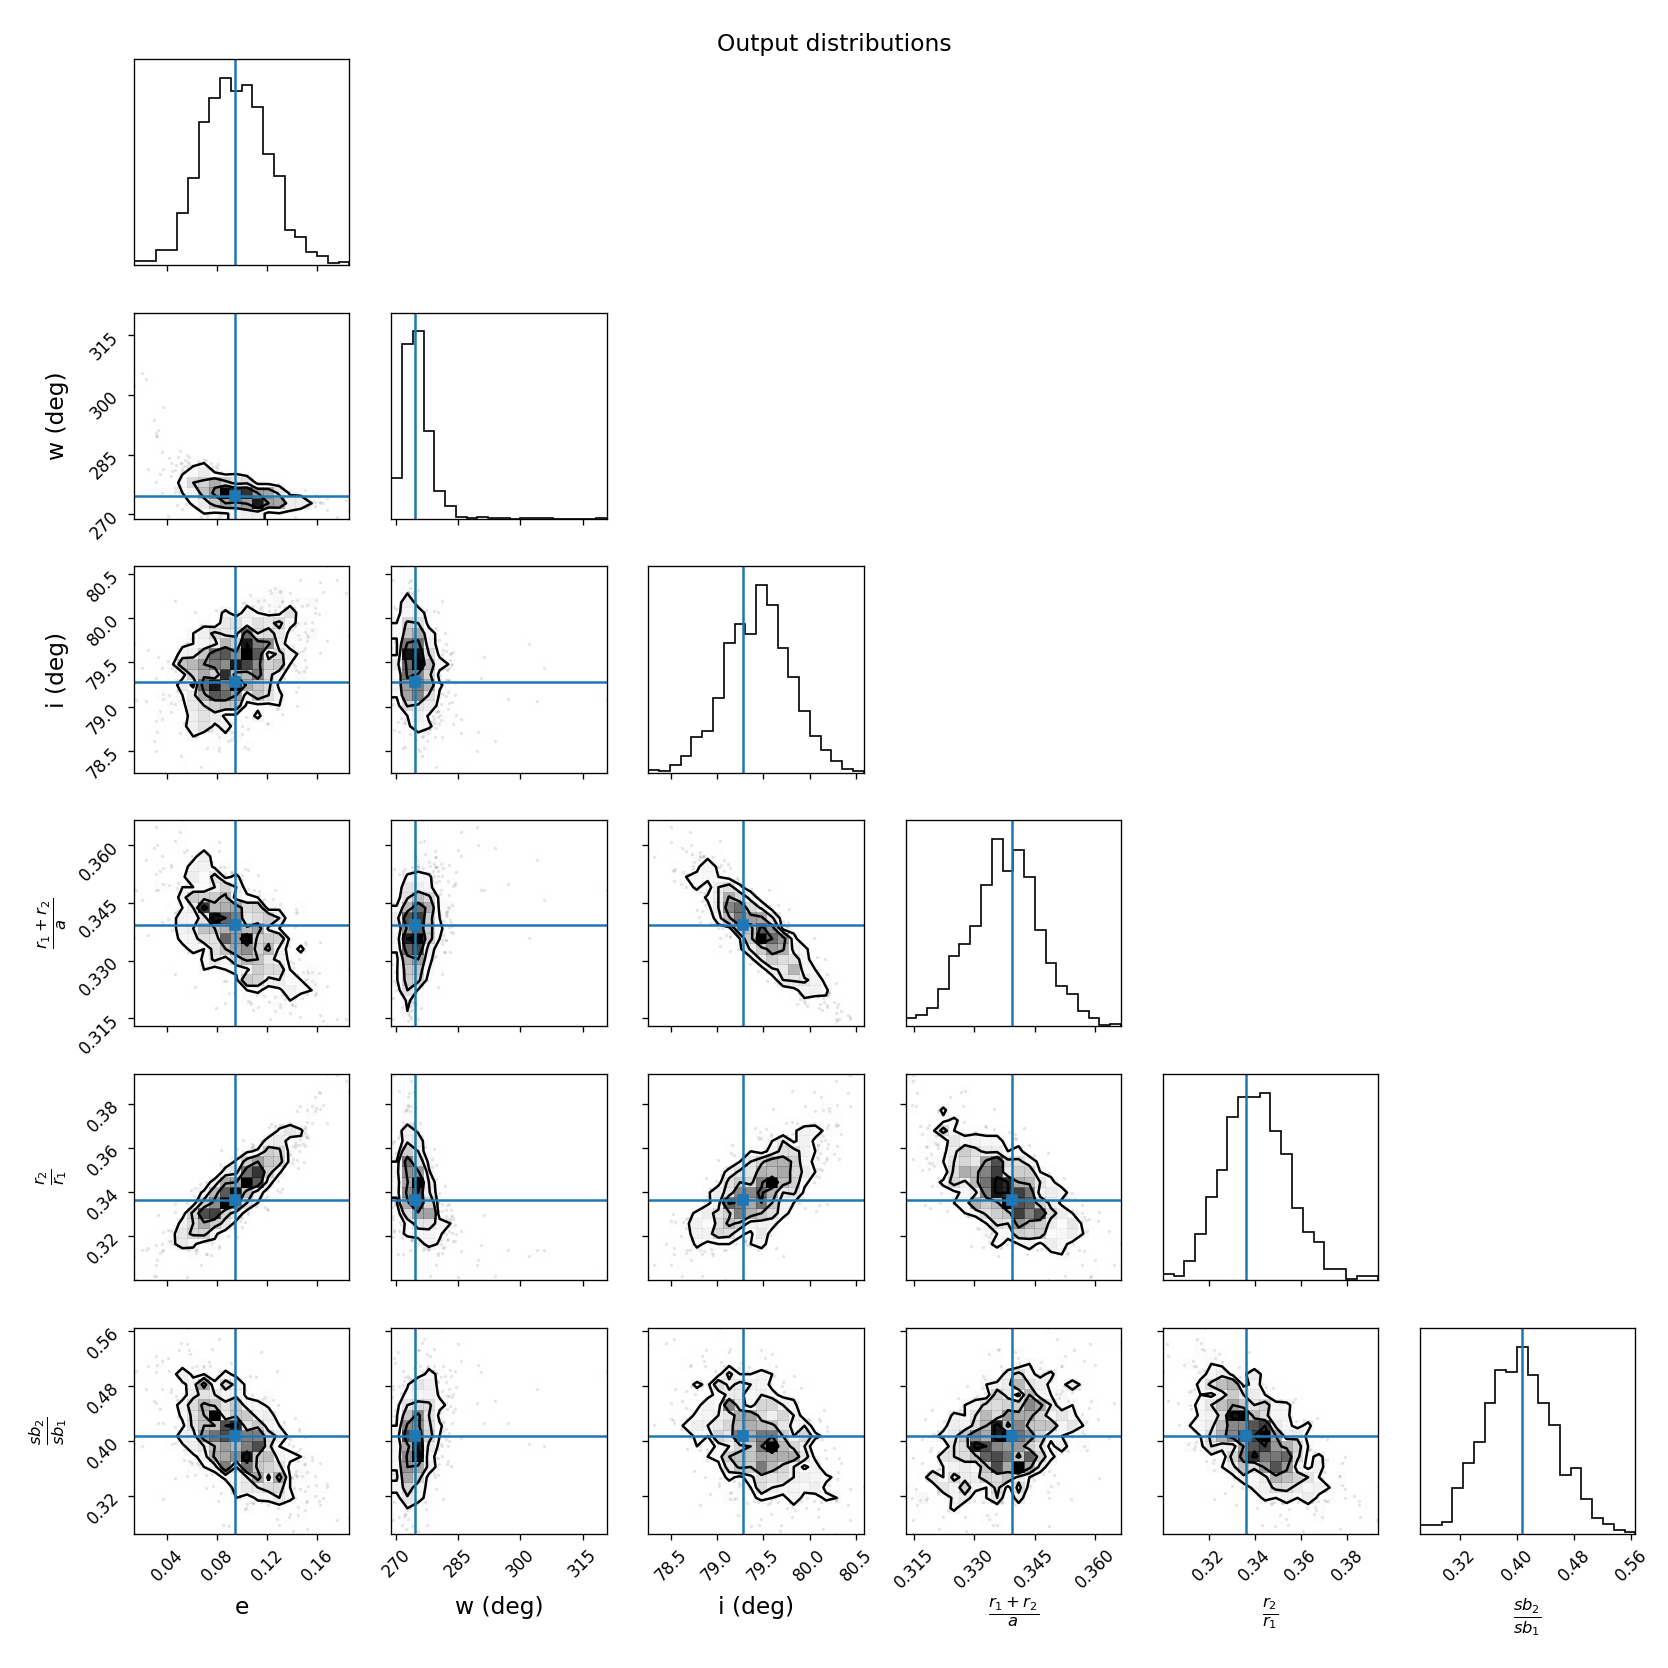 Output distributions
w (deg)
315
300
285
270
i (deg)
80.5
80.0
79.5
79.0
78.5
r₁ + r₂
a
0.360
0.345
0.330
0.315
r₂
r₁
0.38
0.36
0.34
0.32
sb₂
sb₁
0.56
0.48
0.40
0.32
0.04 0.08 0.12 0.16
270 285 300 315
78.5 79.0 79.5 80.0 80.5
0.315 0.330 0.345 0.360
0.32 0.34 0.36 0.38
0.32 0.40 0.48 0.56
e
w (deg)
i (deg)
r₁ + r₂
a
r₂
r₁
sb₂
sb₁